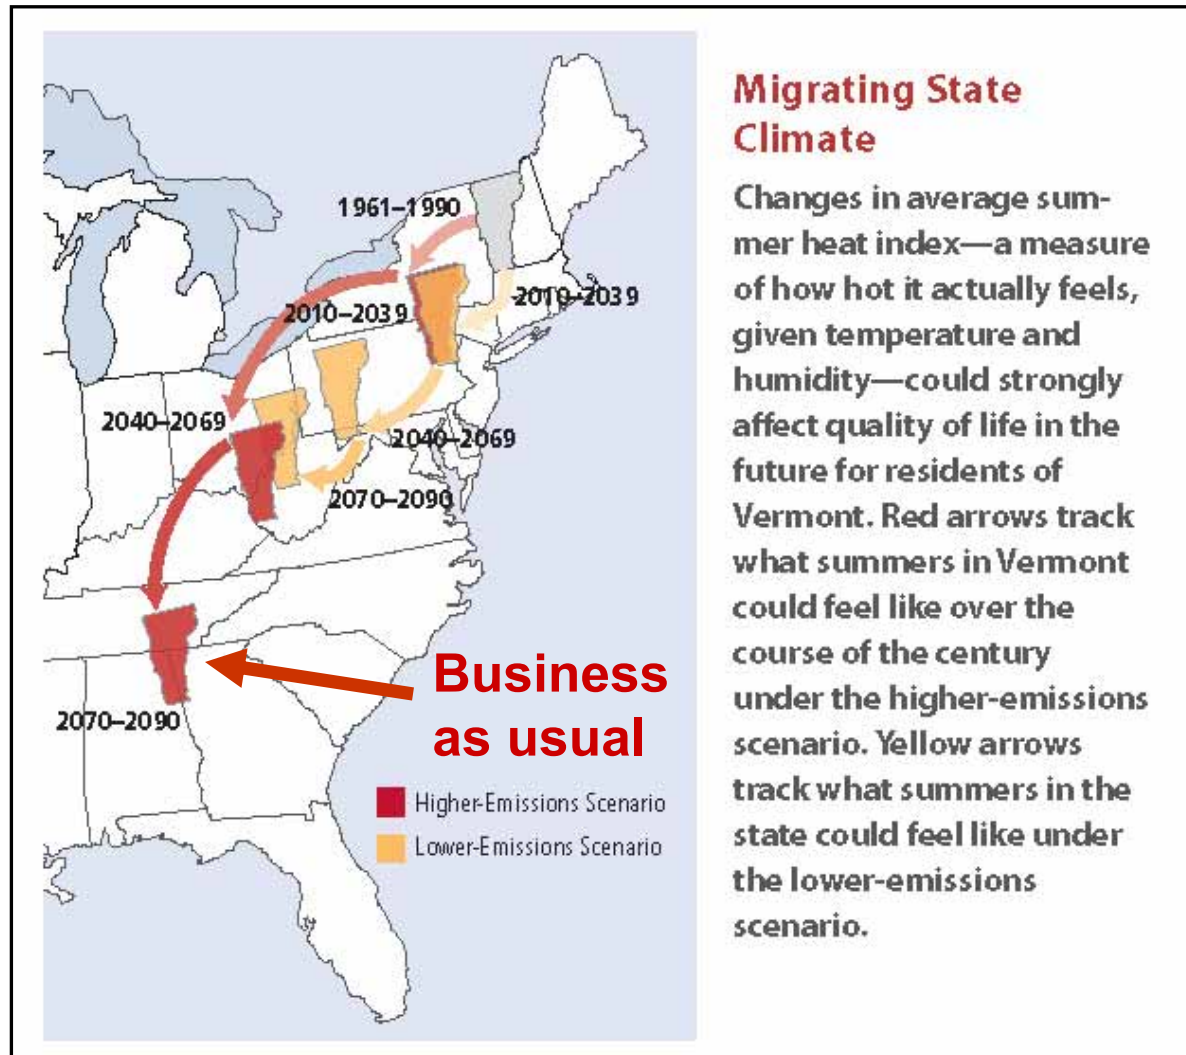 1961–1990
2010–2039
2010–2039
2040–2069
2040–2069
2070–2090
2070–2090
Business
as usual
Higher-Emissions Scenario
Lower-Emissions Scenario
Migrating State
Climate
Changes in average sum-
mer heat index—a measure
of how hot it actually feels,
given temperature and
humidity—could strongly
affect quality of life in the
future for residents of
Vermont. Red arrows track
what summers in Vermont
could feel like over the
course of the century
under the higher-emissions
scenario. Yellow arrows
track what summers in the
state could feel like under
the lower-emissions
scenario.